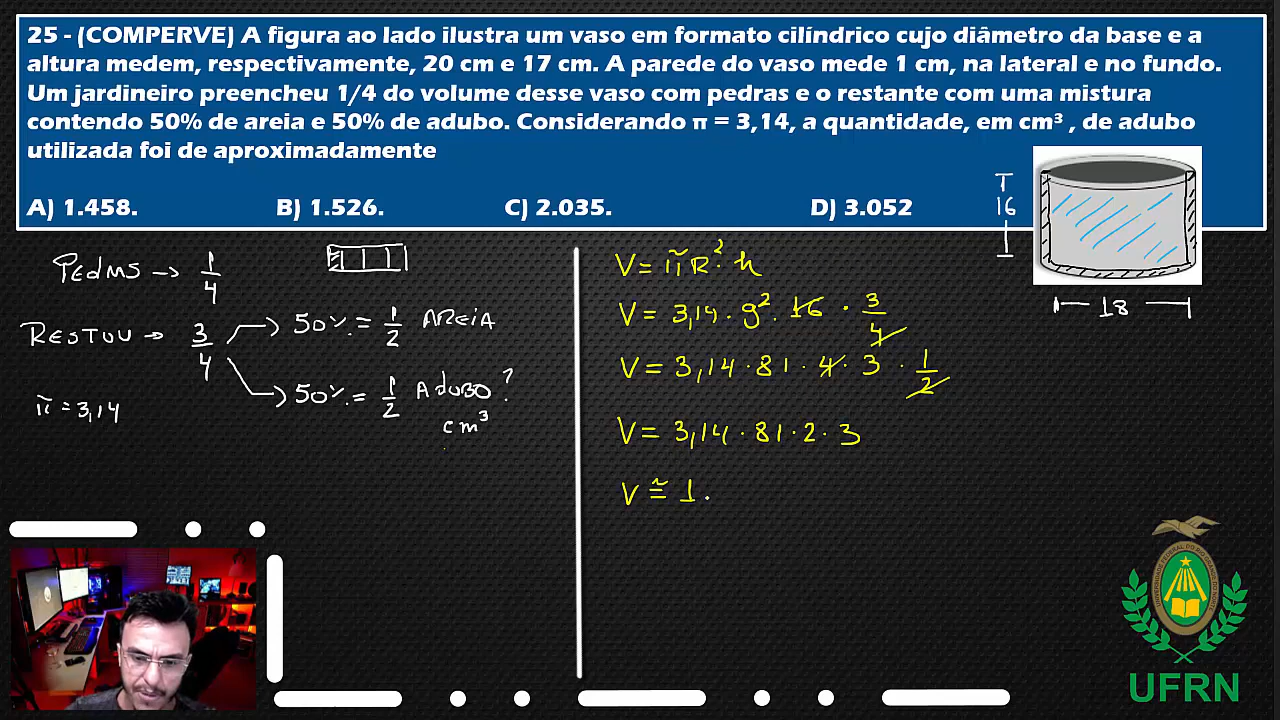 25 - (COMPERVE) A figura ao lado ilustra um vaso em formato cilíndrico cujo diâmetro da base e a
altura medem, respectivamente, 20 cm e 17 cm. A parede do vaso mede 1 cm, na lateral e no fundo.
Um jardineiro preencheu 1/4 do volume desse vaso com pedras e o restante com uma mistura
contendo 50% de areia e 50% de adubo. Considerando π = 3,14, a quantidade, em cm³ , de adubo
utilizada foi de aproximadamente
A) 1.458. B) 1.526. C) 2.035. D) 3.052
16
18
PEDRAS → 1/4
RESTOU → 3/4
50% = 1/2 AREIA
50% = 1/2 ADUBO ?
cm³
π = 3,14
V = π R² · h
V = 3,14 · 9² · 16 · 3/4
V = 3,14 · 81 · 4 · 3 · 1/2
V = 3,14 · 81 · 2 · 3
V ≅ 1.
UFRN